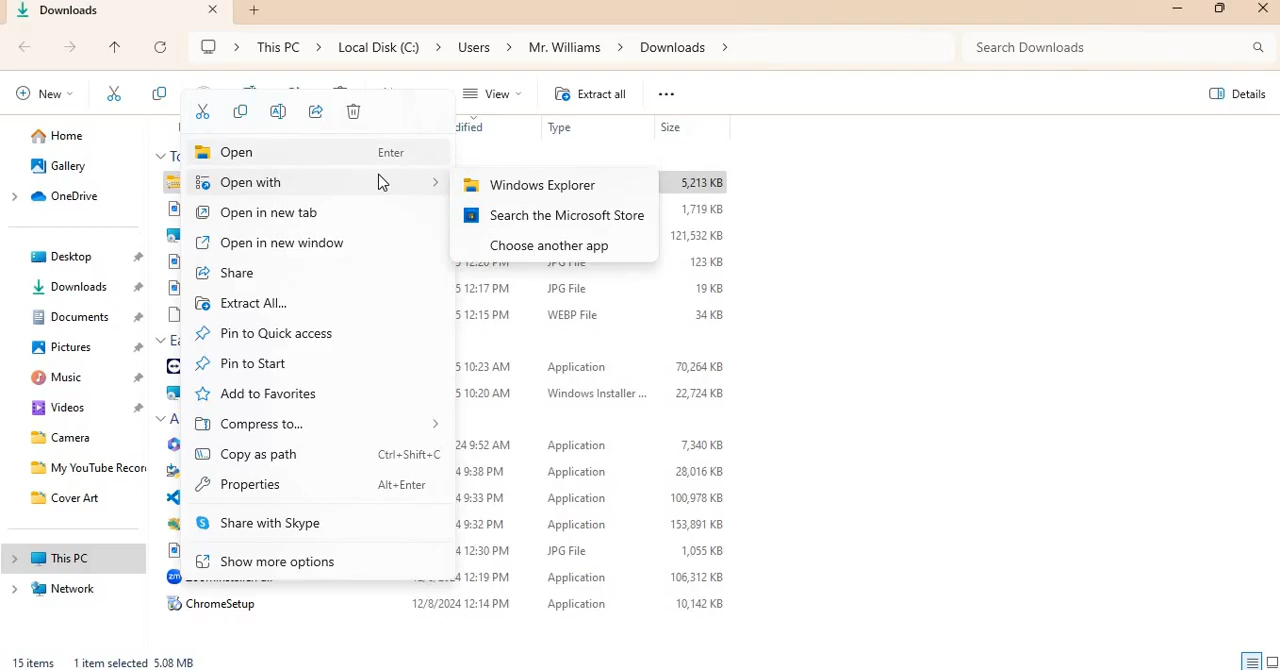 Downloads
This PC Local Disk (C:) Users Mr. Williams Downloads
Search Downloads
New
View
Extract all
Details
Type
Size
Home
Gallery
OneDrive
Desktop
Downloads
Documents
Pictures
Music
Videos
Camera
My YouTube Recor
Cover Art
This PC
Network
Open Enter
Open with
Open in new tab
Open in new window
Share
Extract All...
Pin to Quick access
Pin to Start
Add to Favorites
Compress to...
Copy as path Ctrl+Shift+C
Properties Alt+Enter
Share with Skype
Show more options
Windows Explorer
Search the Microsoft Store
Choose another app
5,213 KB
1,719 KB
121,532 KB
123 KB
5 12:17 PM JPG File 19 KB
5 12:15 PM WEBP File 34 KB
5 10:23 AM Application 70,264 KB
5 10:20 AM Windows Installer ... 22,724 KB
24 9:52 AM Application 7,340 KB
4 9:38 PM Application 28,016 KB
4 9:33 PM Application 100,978 KB
4 9:32 PM Application 153,891 KB
4 12:30 PM JPG File 1,055 KB
4 12:19 PM Application 106,312 KB
ChromeSetup 12/8/2024 12:14 PM Application 10,142 KB
15 items 1 item selected 5.08 MB